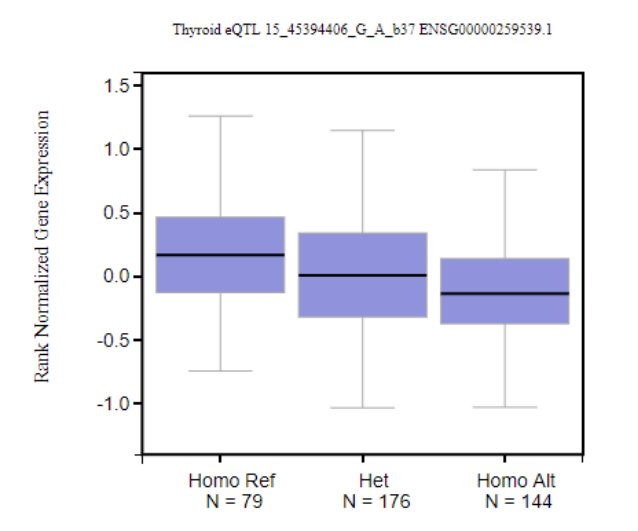 Thyroid eQTL 15_45394406_G_A_b37 ENSG00000259539.1
Rank Normalized Gene Expression
1.5
1.0
0.5
0.0
-0.5
-1.0
Homo Ref
N = 79
Het
N = 176
Homo Alt
N = 144